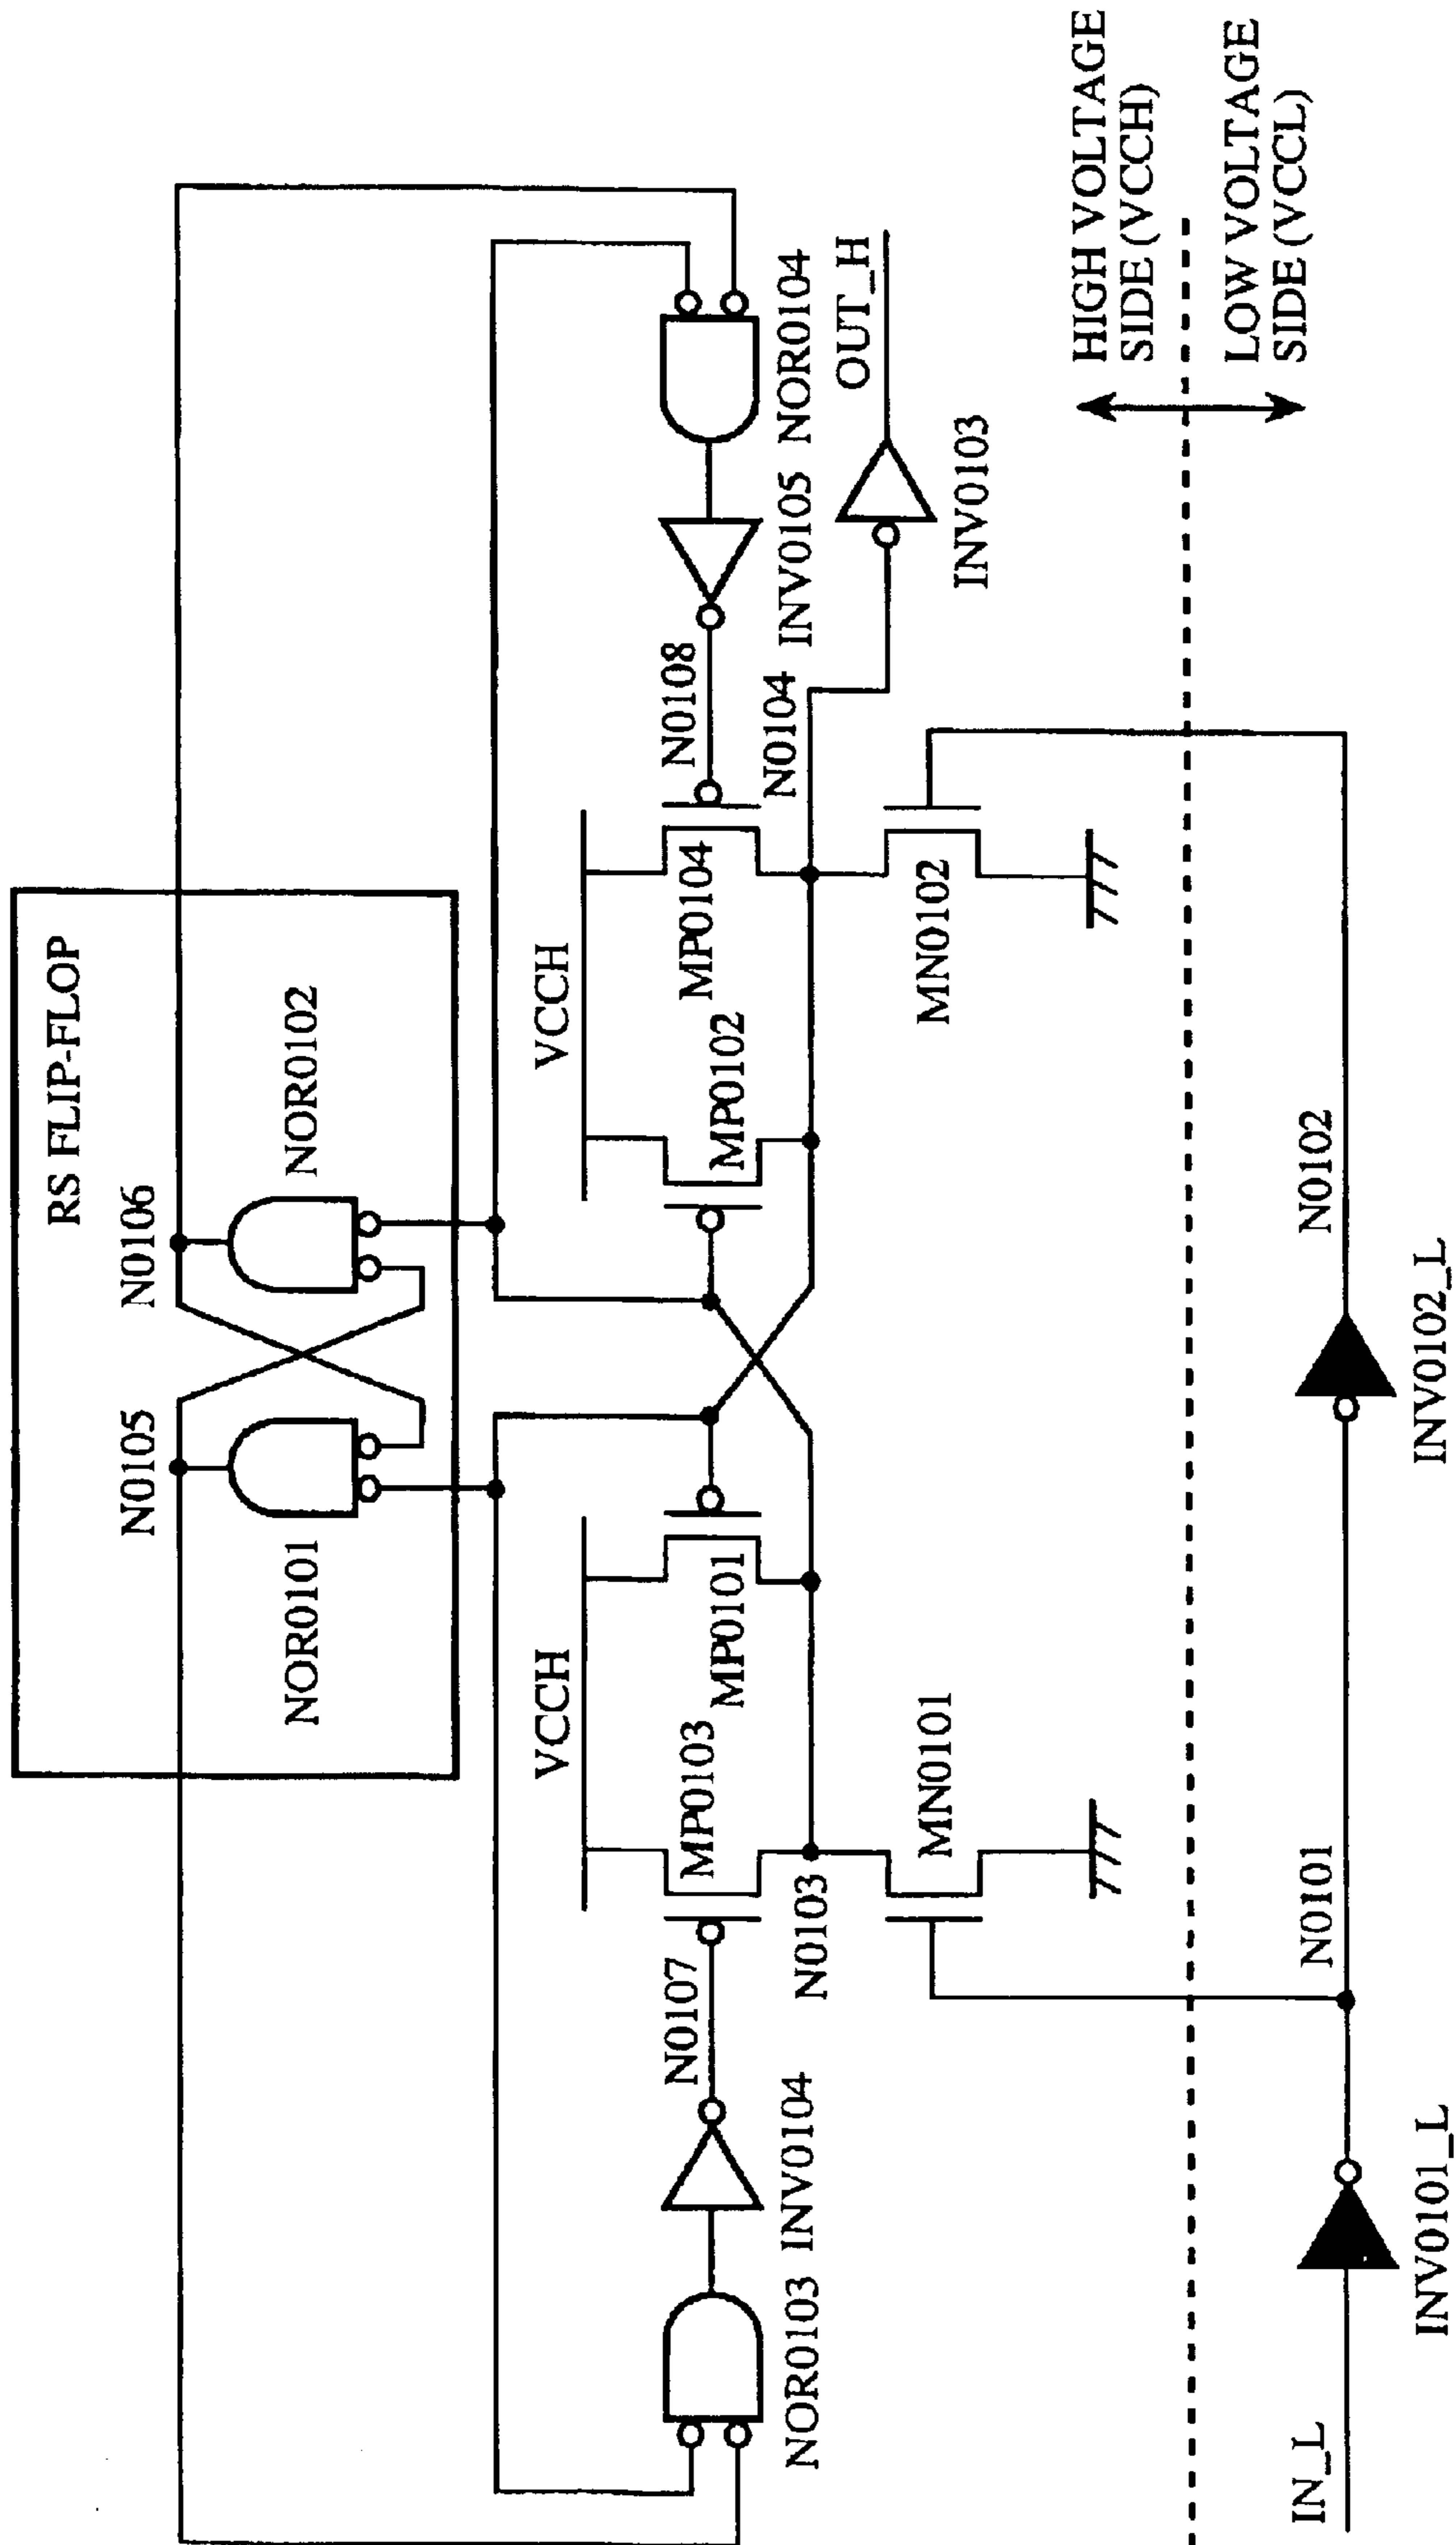 RS FLIP-FLOP
N0105
N0106
NOR0101
NOR0102
VCCH
VCCH
NOR0103
INV0104
N0107
MP0103
MP0101
MP0102
MP0104
N0108
INV0105
NOR0104
N0103
N0104
MN0101
MN0102
OUT_H
INV0103
HIGH VOLTAGE
SIDE (VCCH)
LOW VOLTAGE
SIDE (VCCL)
IN_L
INV0101_L
N0101
INV0102_L
N0102